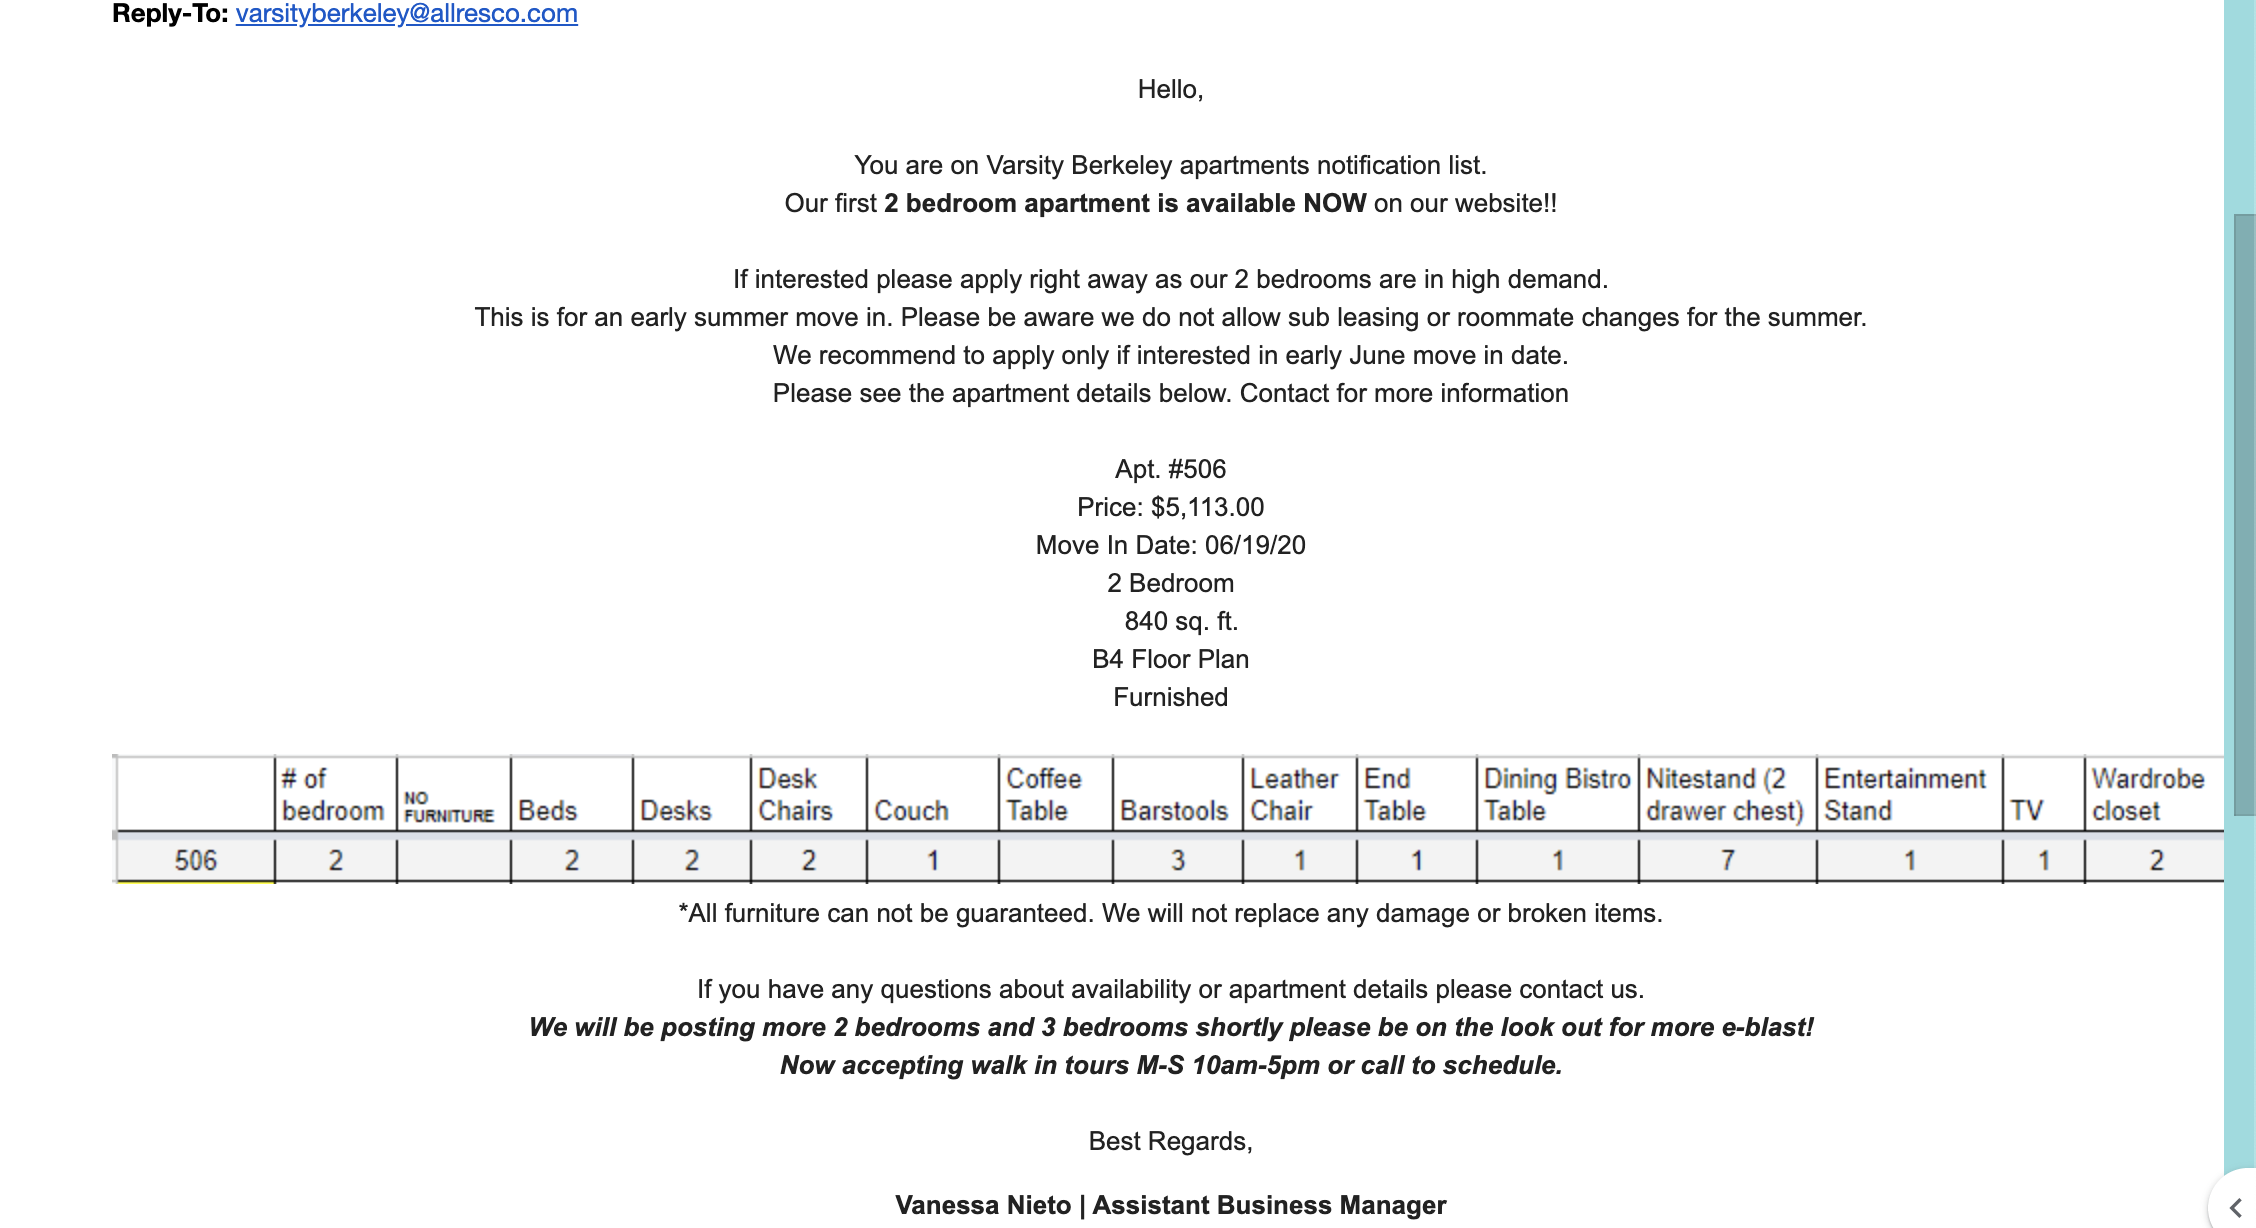 Reply-To: varsityberkeley@allresco.com
Hello,
You are on Varsity Berkeley apartments notification list.
Our first 2 bedroom apartment is available NOW on our website!!
If interested please apply right away as our 2 bedrooms are in high demand.
This is for an early summer move in. Please be aware we do not allow sub leasing or roommate changes for the summer.
We recommend to apply only if interested in early June move in date.
Please see the apartment details below. Contact for more information
Apt. #506
Price: $5,113.00
Move In Date: 06/19/20
2 Bedroom
840 sq. ft.
B4 Floor Plan
Furnished
# of bedroom NO FURNITURE Beds Desks Desk Chairs Couch Coffee Table Barstools Leather Chair End Table Dining Bistro Table Nitestand (2 drawer chest) Entertainment Stand TV Wardrobe closet
506 2 2 2 2 1 3 1 1 1 7 1 1 2
*All furniture can not be guaranteed. We will not replace any damage or broken items.
If you have any questions about availability or apartment details please contact us.
We will be posting more 2 bedrooms and 3 bedrooms shortly please be on the look out for more e-blast!
Now accepting walk in tours M-S 10am-5pm or call to schedule.
Best Regards,
Vanessa Nieto | Assistant Business Manager